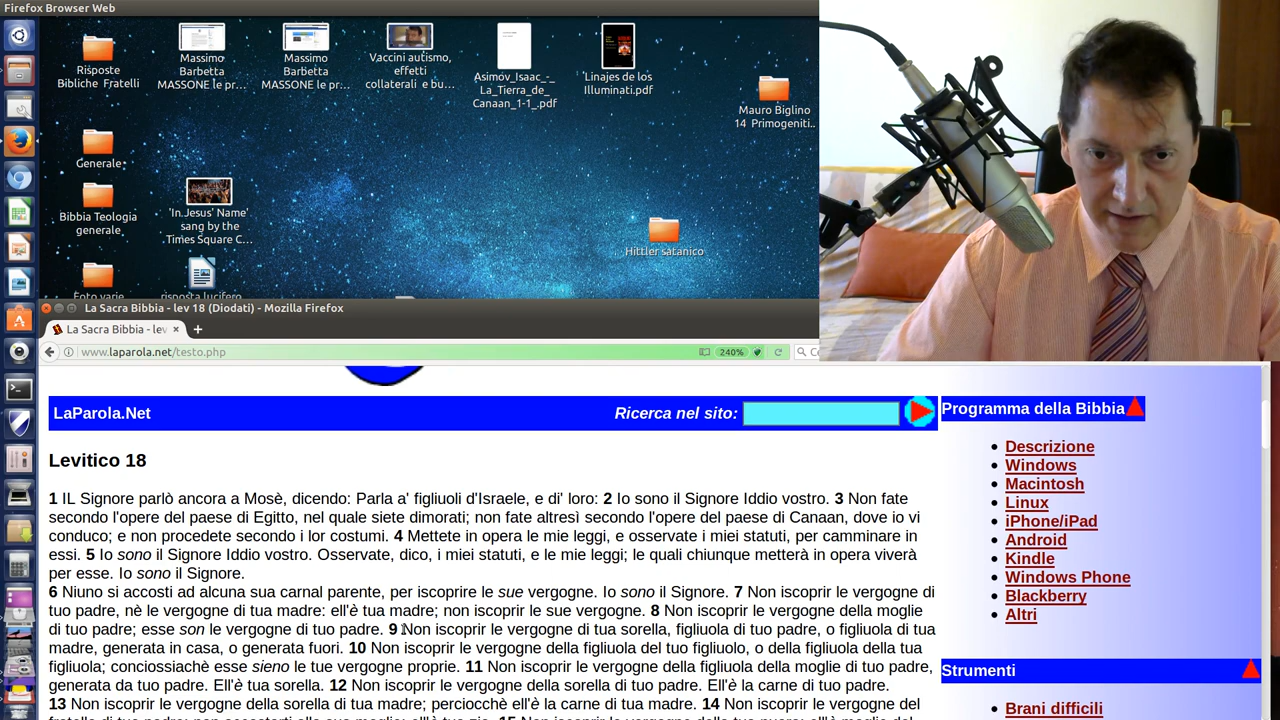 Firefox Browser Web
Risposte
Bibliche Fratelli
Massimo
Barbetta
MASSONE le pr...
Massimo
Barbetta
MASSONE le pr...
Vaccini autismo,
effetti
collaterali e bu...
Asimov_Isaac_-_
La_Tierra_de_
Canaan_1-1_.pdf
Linajes de los
Illuminati.pdf
Mauro Biglino
14 Primogeniti..
Generale
Bibbia Teologia
generale
'In Jesus' Name'
sang by the
Times Square C...
Hittler satanico
Foto varie
risposta lucifero
La Sacra Bibbia - lev 18 (Diodati) - Mozilla Firefox
La Sacra Bibbia - lev
www.laparola.net/testo.php
240%
LaParola.Net
Ricerca nel sito:
Levitico 18
1 IL Signore parlò ancora a Mosè, dicendo: Parla a' figliuoli d'Israele, e di' loro: 2 Io sono il Signore Iddio vostro. 3 Non fate
secondo l'opere del paese di Egitto, nel quale siete dimorati; non fate altresì secondo l'opere del paese di Canaan, dove io vi
conduco; e non procedete secondo i lor costumi. 4 Mettete in opera le mie leggi, e osservate i miei statuti, per camminare in
essi. 5 Io sono il Signore Iddio vostro. Osservate, dico, i miei statuti, e le mie leggi; le quali chunque metterà in opera viverà
per esse. Io sono il Signore.
6 Niuno si accosti ad alcuna sua carnal parente, per iscoprire le sue vergogne. Io sono il Signore. 7 Non iscoprir le vergogne di
tuo padre, nè le vergogne di tua madre: ell'è tua madre; non iscoprir le sue vergogne. 8 Non iscoprir le vergogne della moglie
di tuo padre; esse son le vergogne di tuo padre. 9 Non iscoprir le vergogne di tua sorella, figliuola di tuo padre, o figliuola di tua
madre, generata in casa, o generata fuori. 10 Non iscoprir le vergogne della figliuola del tuo figliuolo, o della figliuola della tua
figliuola; conciossiachè esse sieno le tue vergogne proprie. 11 Non iscoprir le vergogne della figliuola della moglie di tuo padre,
generata da tuo padre. Ell'è tua sorella. 12 Non iscoprir le vergogne della sorella di tuo padre. Ell'è la carne di tuo padre.
13 Non iscoprir le vergogne della sorella di tua madre; perciocchè ell'è la carne di tua madre. 14 Non iscoprir le vergogne del
Programma della Bibbia
Descrizione
Windows
Macintosh
Linux
iPhone/iPad
Android
Kindle
Windows Phone
Blackberry
Altri
Strumenti
Brani difficili